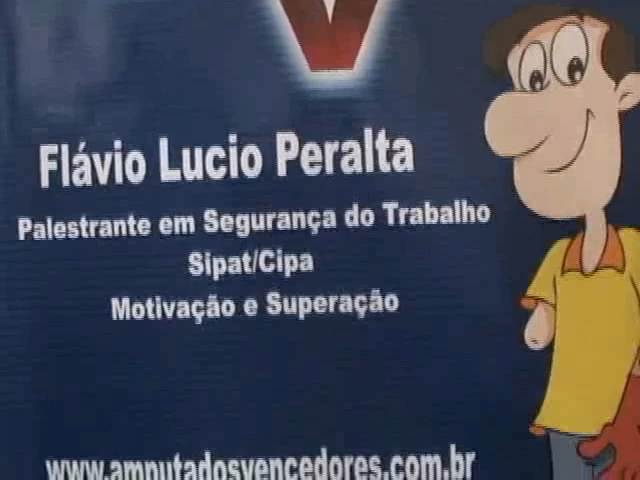 Flávio Lucio Peralta
Palestrante em Segurança do Trabalho
Sipat/Cipa
Motivação e Superação
www.amputadosvencedores.com.br